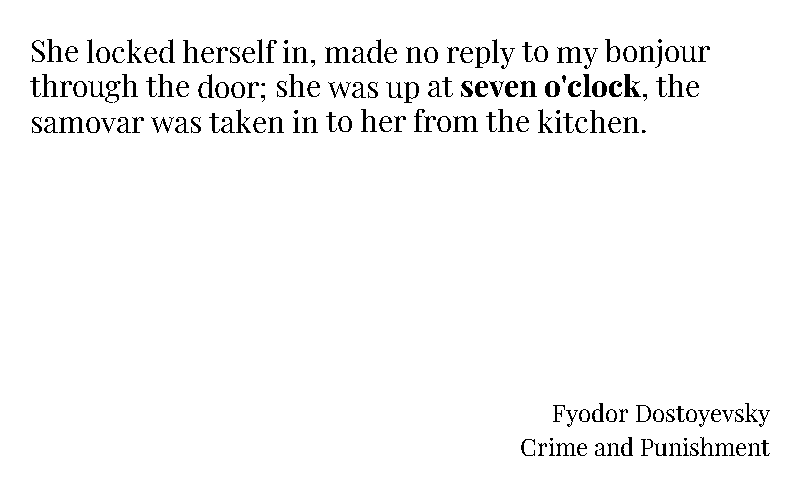 She locked herself in, made no reply to my bonjour
through the door; she was up at seven o'clock, the
samovar was taken in to her from the kitchen.
Fyodor Dostoyevsky
Crime and Punishment